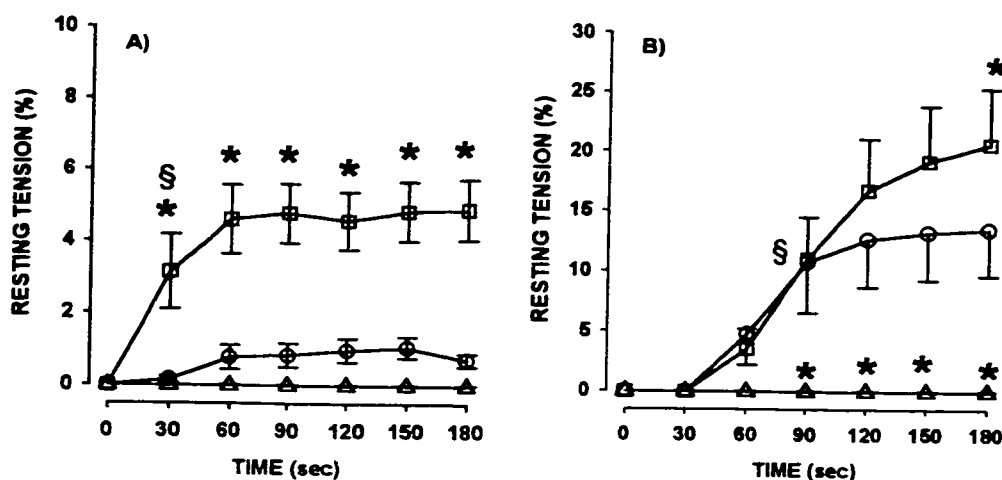 A)
RESTING TENSION (%)
10
8
6
4
2
0
§
* * * * * *
0 30 60 90 120 150 180
TIME (sec)
B)
RESTING TENSION (%)
30
25
20
15
10
5
0
*
§
* * * *
0 30 60 90 120 150 180
TIME (sec)